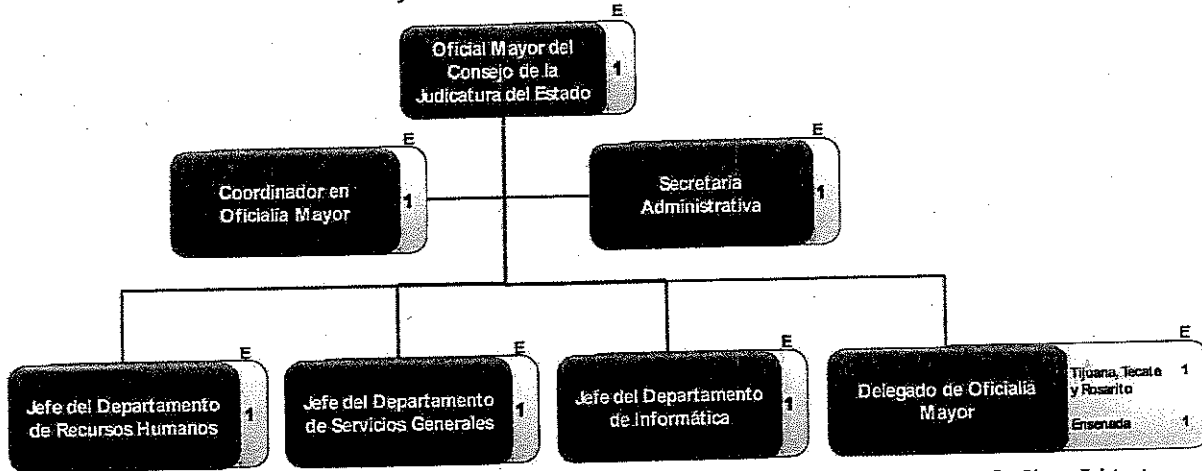 E
Oficial Mayor del
Consejo de la
Judicatura del Estado
1
E
Coordinador en
Oficialía Mayor
1
E
Secretaria
Administrativa
1
E
Jefe del Departamento
de Recursos Humanos
1
E
Jefe del Departamento
de Servicios Generales
1
E
Jefe del Departamento
de Informática
1
E
Delegado de Oficialía
Mayor
Tijuana, Tecate 1
y Rosarito
Ensenada 1